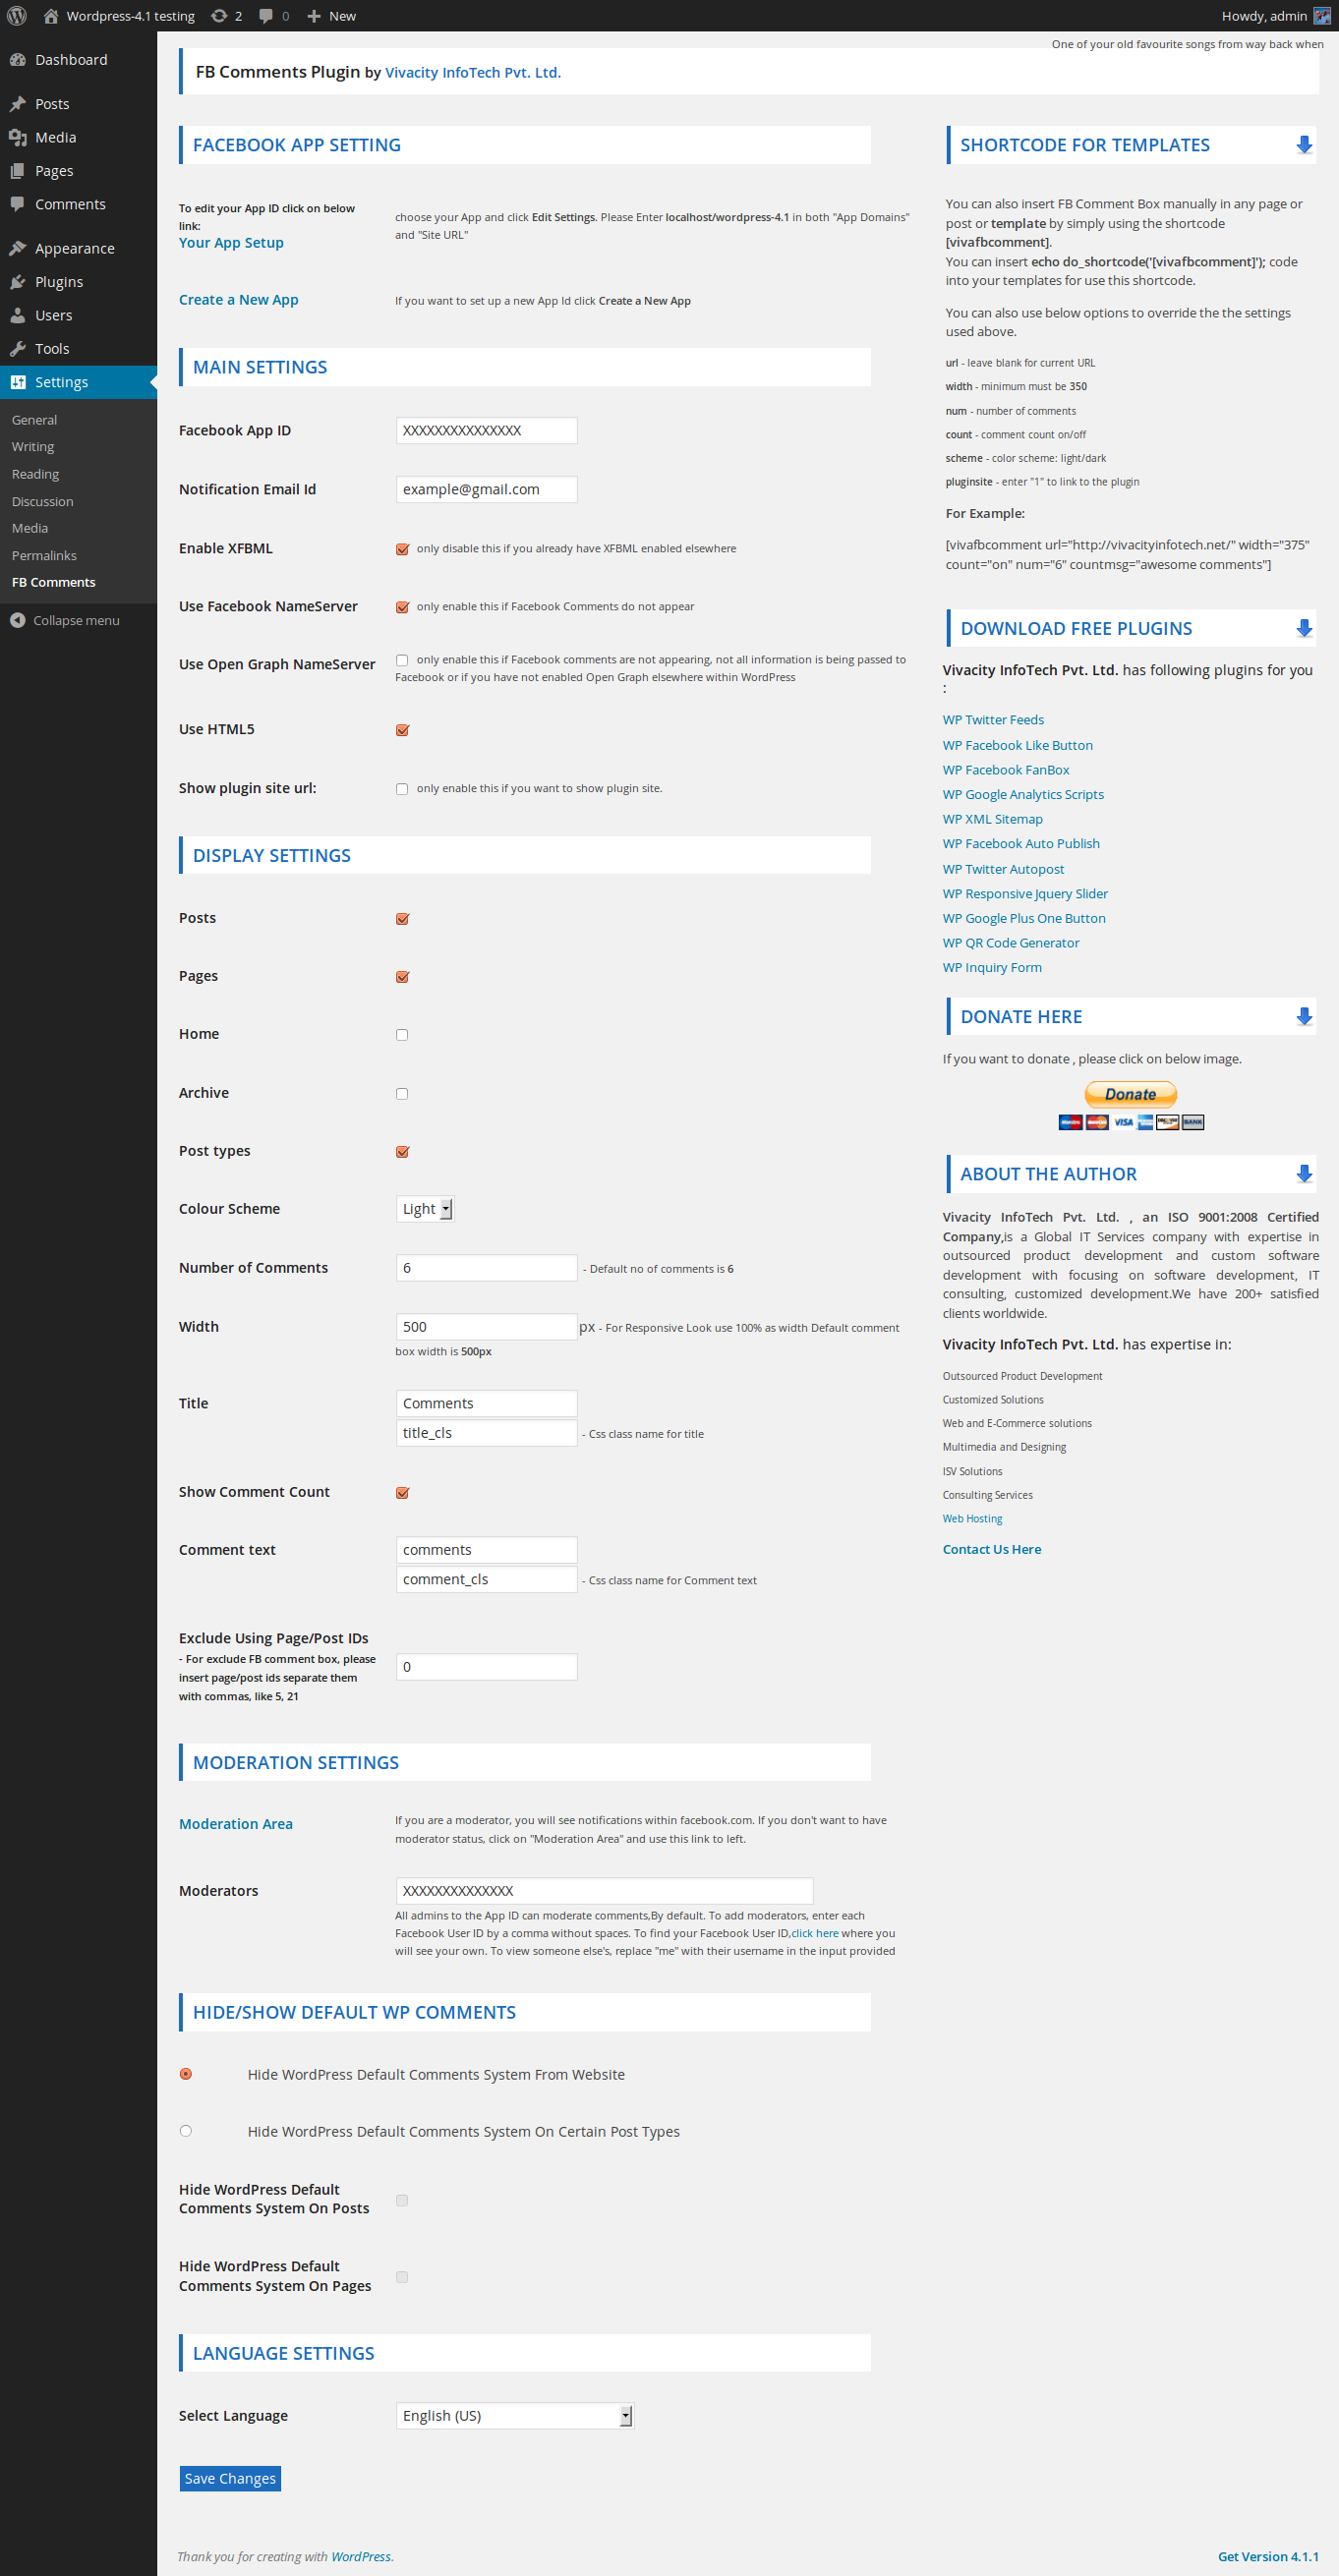 Wordpress-4.1 testing 2 0 New Howdy, admin
Dashboard
Posts
Media
Pages
Comments
Appearance
Plugins
Users
Tools
Settings
General
Writing
Reading
Discussion
Media
Permalinks
FB Comments
Collapse menu
One of your old favourite songs from way back when
FB Comments Plugin by Vivacity InfoTech Pvt. Ltd.
FACEBOOK APP SETTING
To edit your App ID click on below
link:
Your App Setup
choose your App and click Edit Settings. Please Enter localhost/wordpress-4.1 in both "App Domains"
and "Site URL"
Create a New App
If you want to set up a new App Id click Create a New App
MAIN SETTINGS
Facebook App ID XXXXXXXXXXXXXXX
Notification Email Id example@gmail.com
Enable XFBML only disable this if you already have XFBML enabled elsewhere
Use Facebook NameServer only enable this if Facebook Comments do not appear
Use Open Graph NameServer only enable this if Facebook comments are not appearing, not all information is being passed to
Facebook or if you have not enabled Open Graph elsewhere within WordPress
Use HTML5
Show plugin site url: only enable this if you want to show plugin site.
DISPLAY SETTINGS
Posts
Pages
Home
Archive
Post types
Colour Scheme Light
Number of Comments 6 - Default no of comments is 6
Width 500 px - For Responsive Look use 100% as width Default comment
box width is 500px
Title Comments
title_cls - Css class name for title
Show Comment Count
Comment text comments
comment_cls - Css class name for Comment text
Exclude Using Page/Post IDs
- For exclude FB comment box, please
insert page/post ids separate them
with commas, like 5, 21
0
MODERATION SETTINGS
Moderation Area
If you are a moderator, you will see notifications within facebook.com. If you don't want to have
moderator status, click on "Moderation Area" and use this link to left.
Moderators XXXXXXXXXXXXXX
All admins to the App ID can moderate comments,By default. To add moderators, enter each
Facebook User ID by a comma without spaces. To find your Facebook User ID,click here where you
will see your own. To view someone else's, replace "me" with their username in the input provided
HIDE/SHOW DEFAULT WP COMMENTS
Hide WordPress Default Comments System From Website
Hide WordPress Default Comments System On Certain Post Types
Hide WordPress Default
Comments System On Posts
Hide WordPress Default
Comments System On Pages
LANGUAGE SETTINGS
Select Language English (US)
Save Changes
SHORTCODE FOR TEMPLATES
You can also insert FB Comment Box manually in any page or
post or template by simply using the shortcode
[vivafbcomment].
You can insert echo do_shortcode('[vivafbcomment]'); code
into your templates for use this shortcode.
You can also use below options to override the the settings
used above.
url - leave blank for current URL
width - minimum must be 350
num - number of comments
count - comment count on/off
scheme - color scheme: light/dark
pluginsite - enter "1" to link to the plugin
For Example:
[vivafbcomment url="http://vivacityinfotech.net/" width="375"
count="on" num="6" countmsg="awesome comments"]
DOWNLOAD FREE PLUGINS
Vivacity InfoTech Pvt. Ltd. has following plugins for you
:
WP Twitter Feeds
WP Facebook Like Button
WP Facebook FanBox
WP Google Analytics Scripts
WP XML Sitemap
WP Facebook Auto Publish
WP Twitter Autopost
WP Responsive Jquery Slider
WP Google Plus One Button
WP QR Code Generator
WP Inquiry Form
DONATE HERE
If you want to donate , please click on below image.
Donate
VISA
BANK
ABOUT THE AUTHOR
Vivacity InfoTech Pvt. Ltd. , an ISO 9001:2008 Certified
Company,is a Global IT Services company with expertise in
outsourced product development and custom software
development with focusing on software development, IT
consulting, customized development.We have 200+ satisfied
clients worldwide.
Vivacity InfoTech Pvt. Ltd. has expertise in:
Outsourced Product Development
Customized Solutions
Web and E-Commerce solutions
Multimedia and Designing
ISV Solutions
Consulting Services
Web Hosting
Contact Us Here
Thank you for creating with WordPress. Get Version 4.1.1